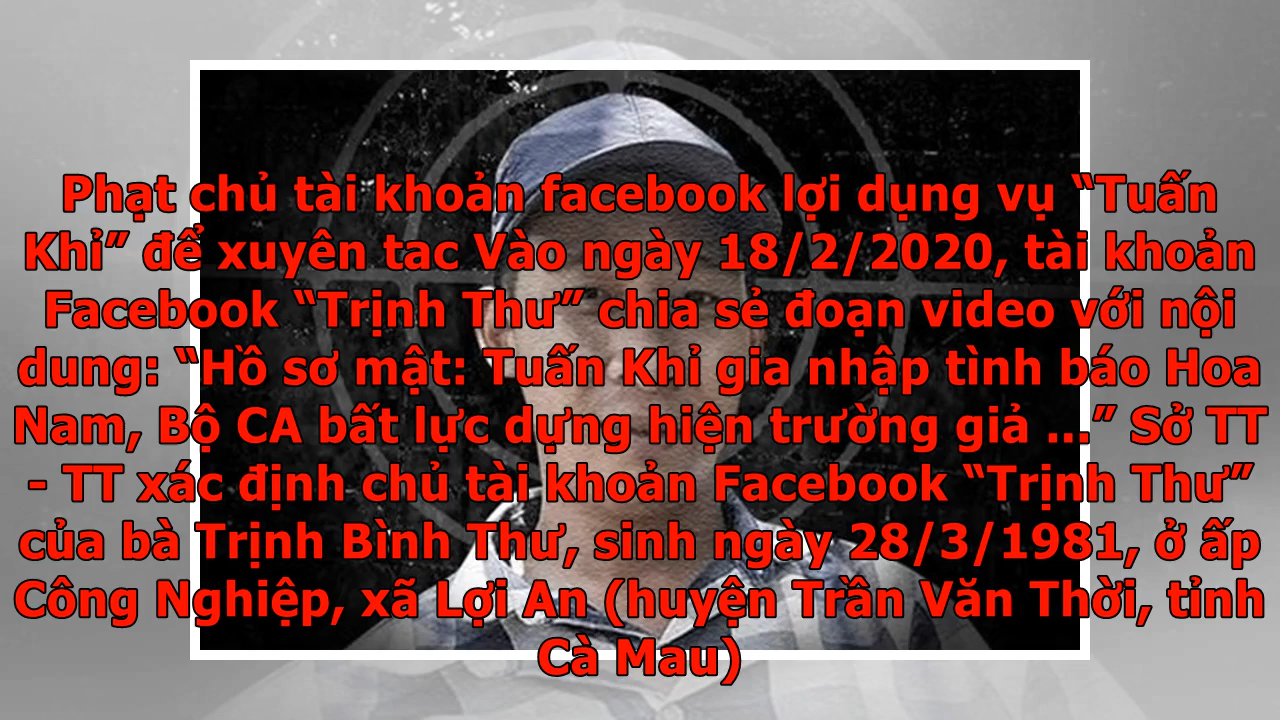 Phạt chủ tài khoản facebook lợi dụng vụ “Tuấn
Khỉ” để xuyên tac Vào ngày 18/2/2020, tài khoản
Facebook “Trịnh Thư” chia sẻ đoạn video với nội
dung: “Hồ sơ mật: Tuấn Khỉ gia nhập tình báo Hoa
Nam, Bộ CA bất lực dựng hiện trường giả ...” Sở TT
- TT xác định chủ tài khoản Facebook “Trịnh Thư”
của bà Trịnh Bình Thư, sinh ngày 28/3/1981, ở ấp
Công Nghiệp, xã Lợi An (huyện Trần Văn Thời, tỉnh
Cà Mau)